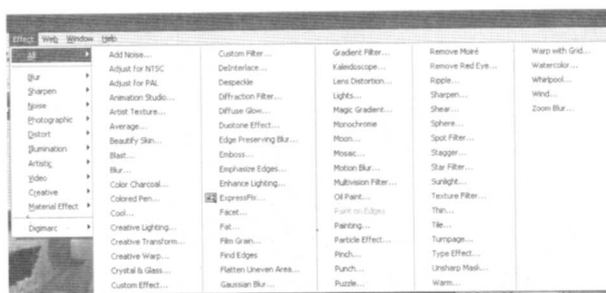 Effect Web Window Help
All
Blur
Sharpen
Noise
Photographic
Distort
Illumination
Artistic
Video
Creative
Material Effect
Digimarc
Add Noise...
Adjust for NTSC
Adjust for PAL
Animation Studio...
Artist Texture...
Average...
Beautify Skin...
Blast...
Blur...
Color Charcoal...
Colored Pen...
Cool...
Creative Lighting...
Creative Transform...
Creative Warp...
Crystal & Glass...
Custom Effect...
Custom Filter...
DeInterlace...
Despeckle
Diffraction Filter...
Diffuse Glow...
Duotone Effect...
Edge Preserving Blur...
Emboss...
Emphasize Edges...
Enhance Lighting...
ExpressFix...
Facet...
Fat...
Film Grain...
Find Edges
Flatten Uneven Area...
Gaussian Blur...
Gradient Filter...
Kaleidoscope...
Lens Distortion...
Lights...
Magic Gradient...
Monochrome
Moon...
Mosaic...
Motion Blur...
Multivision Filter...
Oil Paint...
Paint on Edges
Painting...
Particle Effect...
Pinch...
Punch...
Puzzle...
Remove Moiré
Remove Red Eye...
Ripple...
Sharpen...
Shear...
Sphere...
Spot Filter...
Stagger...
Star Filter...
Sunlight...
Texture Filter...
Thin...
Tile...
Turnpage...
Type Effect...
Unsharp Mask...
Warm...
Warp with Grid...
Watercolor...
Whirlpool...
Wind...
Zoom Blur...